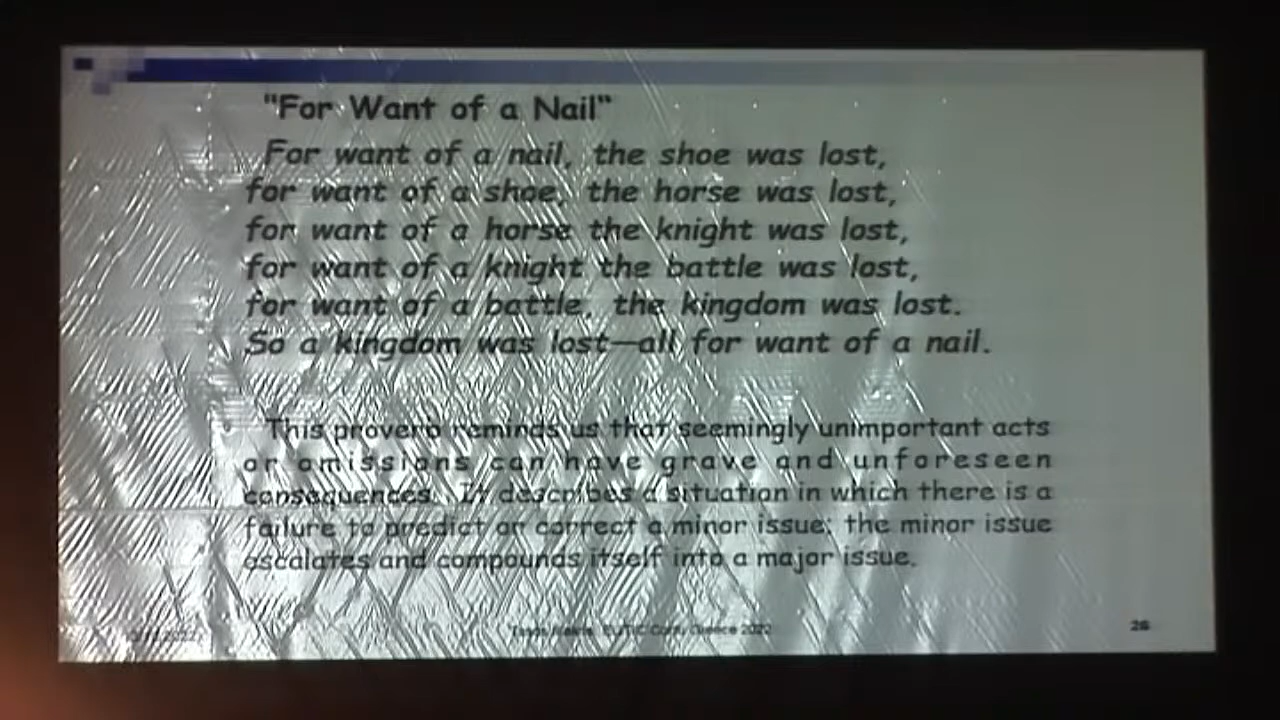 "For Want of a Nail"
For want of a nail, the shoe was lost,
for want of a shoe, the horse was lost,
for want of a horse the knight was lost,
for want of a knight the battle was lost,
for want of a battle, the kingdom was lost.
So a kingdom was lost—all for want of a nail.
This proverb reminds us that seemingly unimportant acts
or omissions can have grave and unforeseen
consequences. It describes a situation in which there is a
failure to predict or correct a minor issue; the minor issue
escalates and compounds itself into a major issue.
Corfu Greece 2022
26